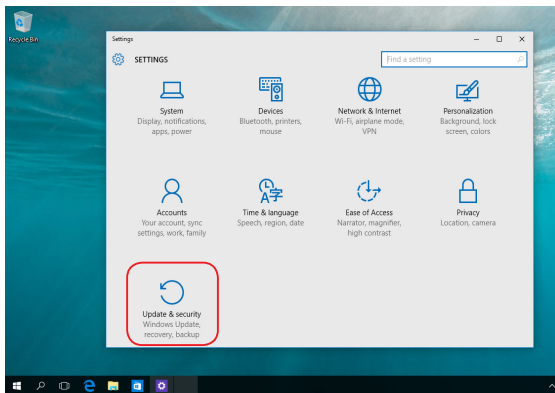 Recycle Bin
Settings
SETTINGS
Find a setting
System
Display, notifications,
apps, power
Devices
Bluetooth, printers,
mouse
Network & Internet
Wi-Fi, airplane mode,
VPN
Personalization
Background, lock
screen, colors
Accounts
Your account, sync
settings, work, family
Time & language
Speech, region, date
Ease of Access
Narrator, magnifier,
high contrast
Privacy
Location, camera
Update & security
Windows Update,
recovery, backup